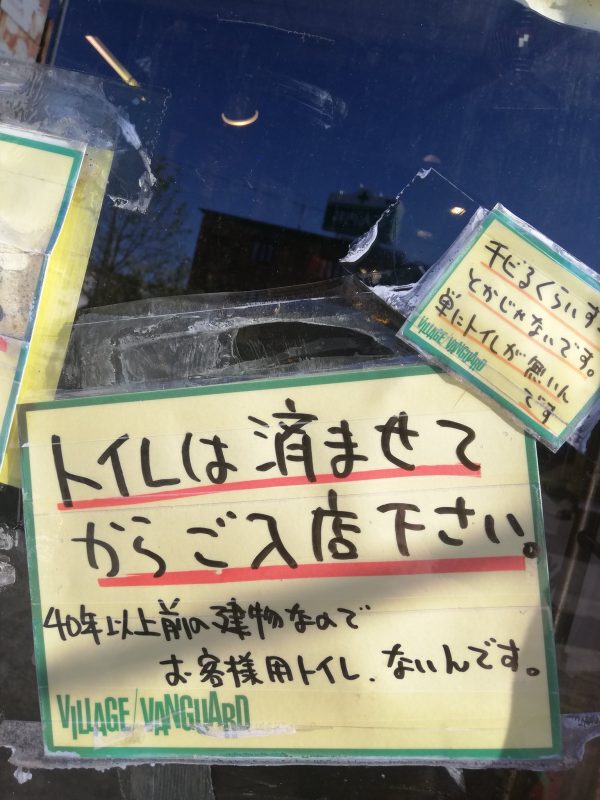 チビるくらいす
とかじゃないです。
単にトイレが無いん
です
VILLAGE/VANGUARD
トイレは済ませて
からご入店下さい。
40年以上前の建物なので
お客様用トイレ、ないんです。
VILLAGE/VANGUARD